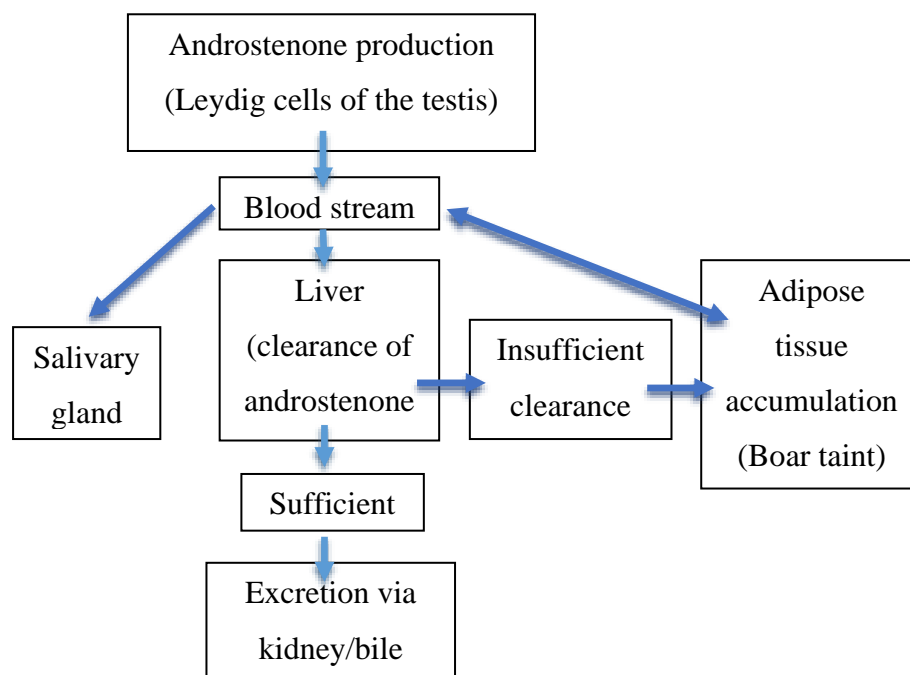 Androstenone production
(Leydig cells of the testis)
Blood stream
Liver
(clearance of
androstenone
Salivary
gland
Insufficient
clearance
Adipose
tissue
accumulation
(Boar taint)
Sufficient
Excretion via
kidney/bile